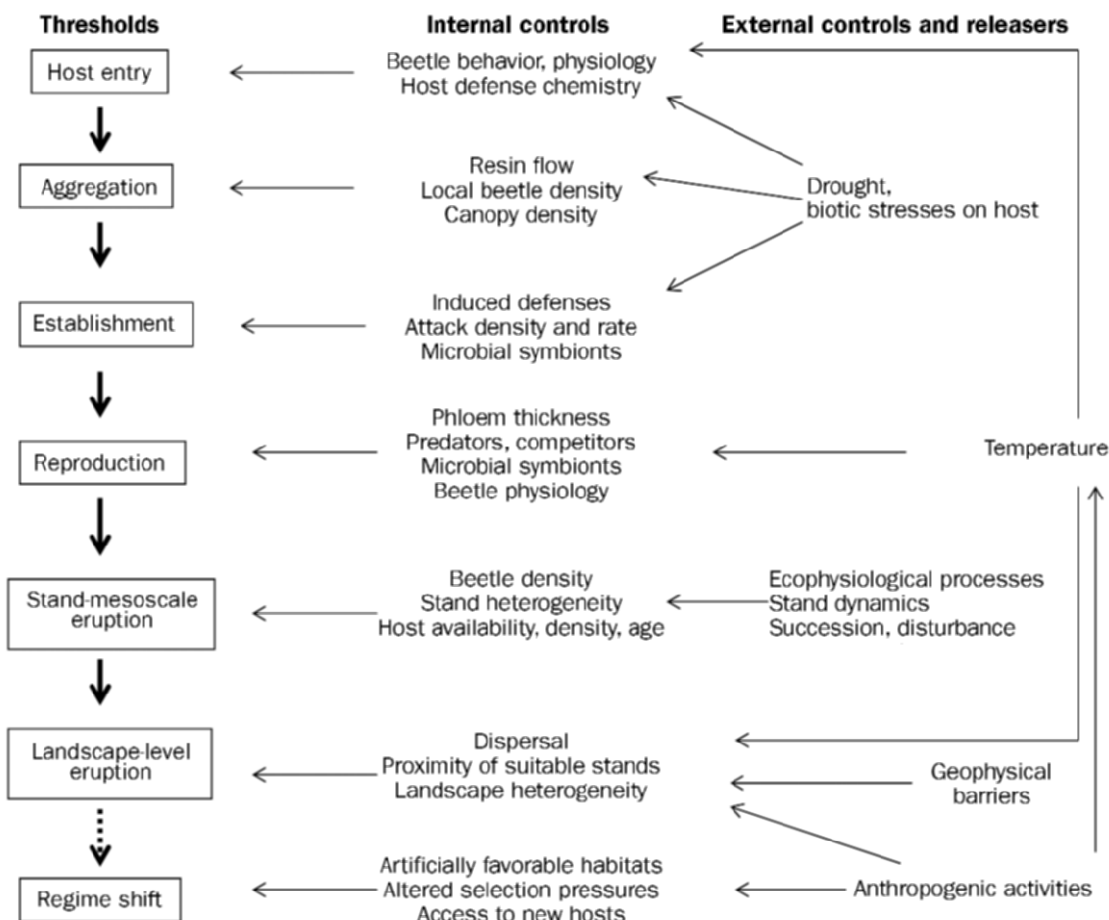 Thresholds
Internal controls
External controls and releasers
Host entry
Beetle behavior, physiology
Host defense chemistry
Aggregation
Resin flow
Local beetle density
Canopy density
Drought,
biotic stresses on host
Establishment
Induced defenses
Attack density and rate
Microbial symbionts
Reproduction
Phloem thickness
Predators, competitors
Microbial symbionts
Beetle physiology
Temperature
Stand-mesoscale
eruption
Beetle density
Stand heterogeneity
Host availability, density, age
Ecophysiological processes
Stand dynamics
Succession, disturbance
Landscape-level
eruption
Dispersal
Proximity of suitable stands
Landscape heterogeneity
Geophysical
barriers
Regime shift
Artificially favorable habitats
Altered selection pressures
Access to new hosts
Anthropogenic activities